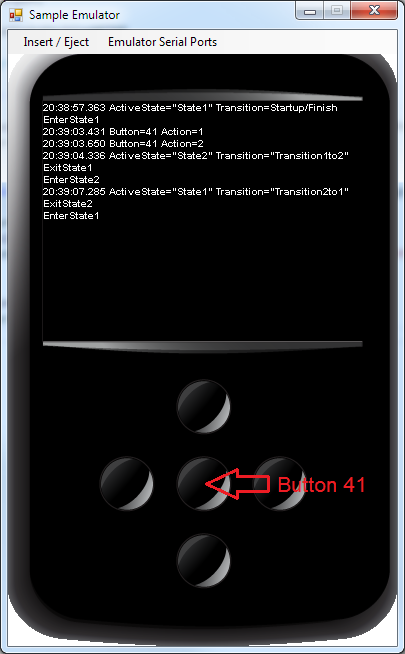 Sample Emulator
Insert / Eject Emulator Serial Ports
20:38:57.363 ActiveState="State1" Transition=Startup/Finish
EnterState1
20:39:03.431 Button=41 Action=1
20:39:03.650 Button=41 Action=2
20:39:04.336 ActiveState="State2" Transition="Transition1to2"
ExitState1
EnterState2
20:39:07.285 ActiveState="State1" Transition="Transition2to1"
ExitState2
EnterState1
Button 41